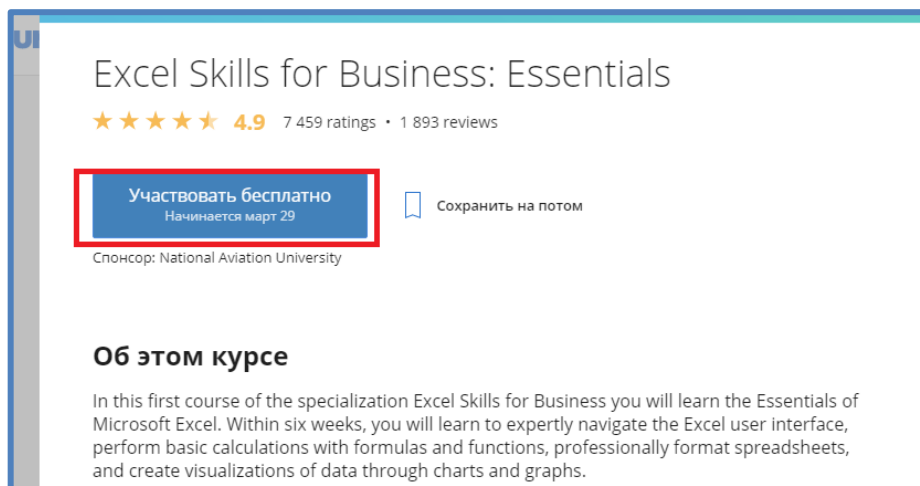 Excel Skills for Business: Essentials
4.9 7 459 ratings • 1 893 reviews
Участвовать бесплатно
Начинается март 29
Сохранить на потом
Спонсор: National Aviation University
Об этом курсе
In this first course of the specialization Excel Skills for Business you will learn the Essentials of
Microsoft Excel. Within six weeks, you will learn to expertly navigate the Excel user interface,
perform basic calculations with formulas and functions, professionally format spreadsheets,
and create visualizations of data through charts and graphs.